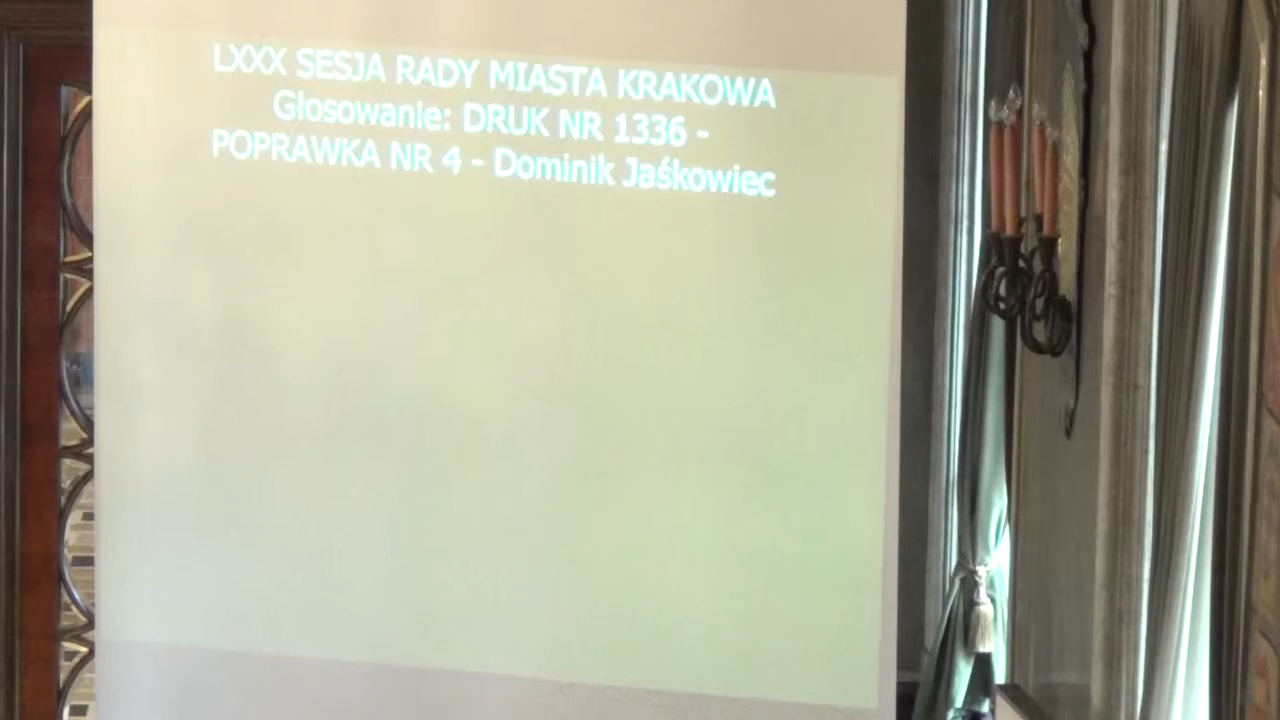 LXXX SESJA RADY MIASTA KRAKOWA
Głosowanie: DRUK NR 1336 -
POPRAWKA NR 4 - Dominik Jaśkowiec